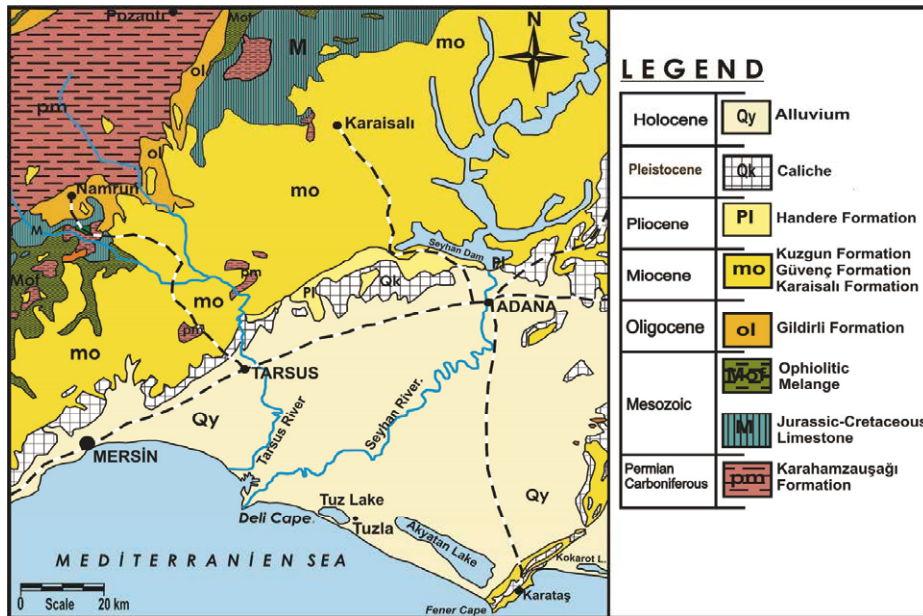 Pozantı
Mof
M
mo
N
ol
pm
Karaisalı
ol
mo
Namrun
M
Mof
mo
pm
pm
mo
Seyhan Dam
Pl
Pl
Qk
ADANA
TARSUS
Qy
Tarsus River
Seyhan River.
MERSİN
Qy
Deli Cape.
Tuz Lake
Tuzla
Akyatan Lake
Kokarot L.
MEDITERRANIEN SEA
0 Scale 20 km
Fener Cape
Karataş
LEGEND
Holocene Qy Alluvium
Pleistocene Qk Caliche
Pliocene Pl Handere Formation
Miocene mo Kuzgun Formation
Güvenç Formation
Karaisalı Formation
Oligocene ol Gildirli Formation
Mesozoic Mof Ophiolitic
Melange
M Jurassic-Cretaceous
Limestone
Permian
Carboniferous pm Karahamzauşağı
Formation